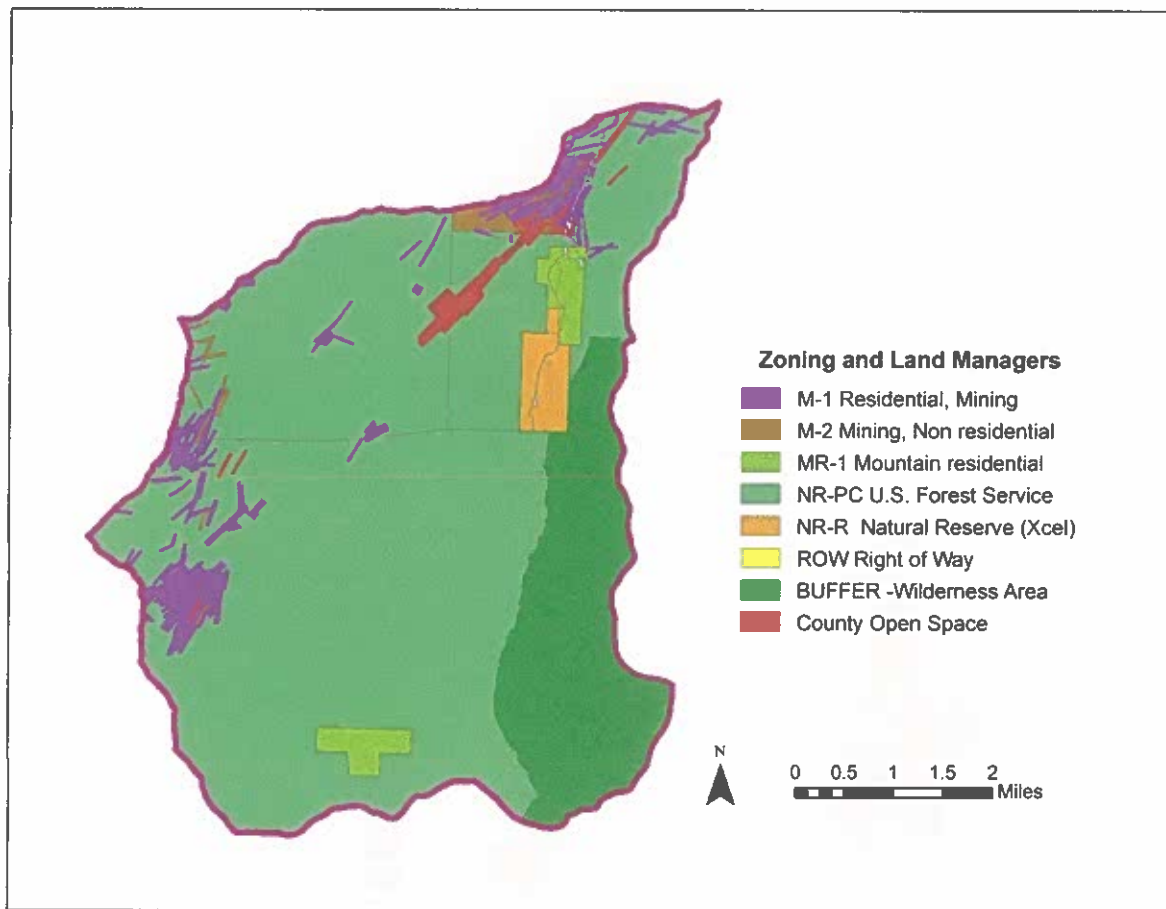 Zoning and Land Managers
M-1 Residential, Mining
M-2 Mining, Non residential
MR-1 Mountain residential
NR-PC U.S. Forest Service
NR-R Natural Reserve (Xcel)
ROW Right of Way
BUFFER -Wilderness Area
County Open Space
N
0 0.5 1 1.5 2
Miles